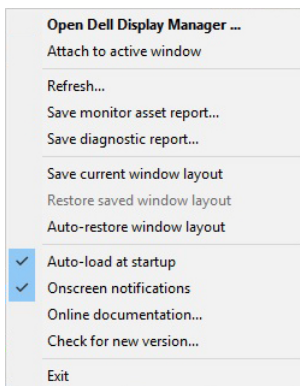 Open Dell Display Manager ...
Attach to active window
Refresh...
Save monitor asset report...
Save diagnostic report...
Save current window layout
Restore saved window layout
Auto-restore window layout
Auto-load at startup
Onscreen notifications
Online documentation...
Check for new version...
Exit